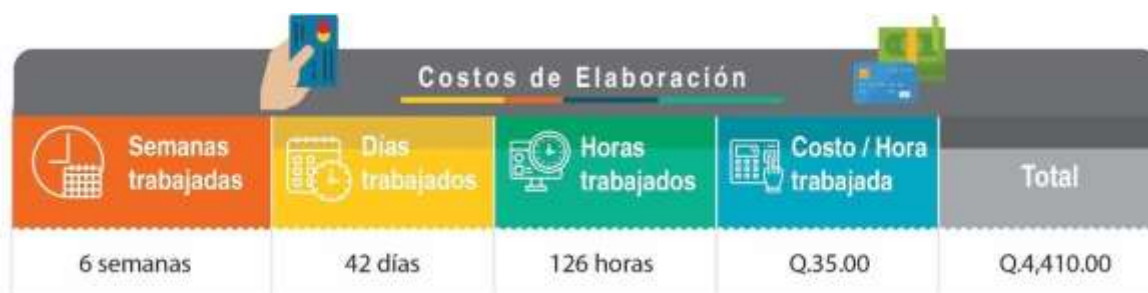 Costos de Elaboración
Semanas
trabajadas
Días
trabajados
Horas
trabajados
Costo / Hora
trabajada
Total
6 semanas
42 días
126 horas
Q.35.00
Q.4,410.00